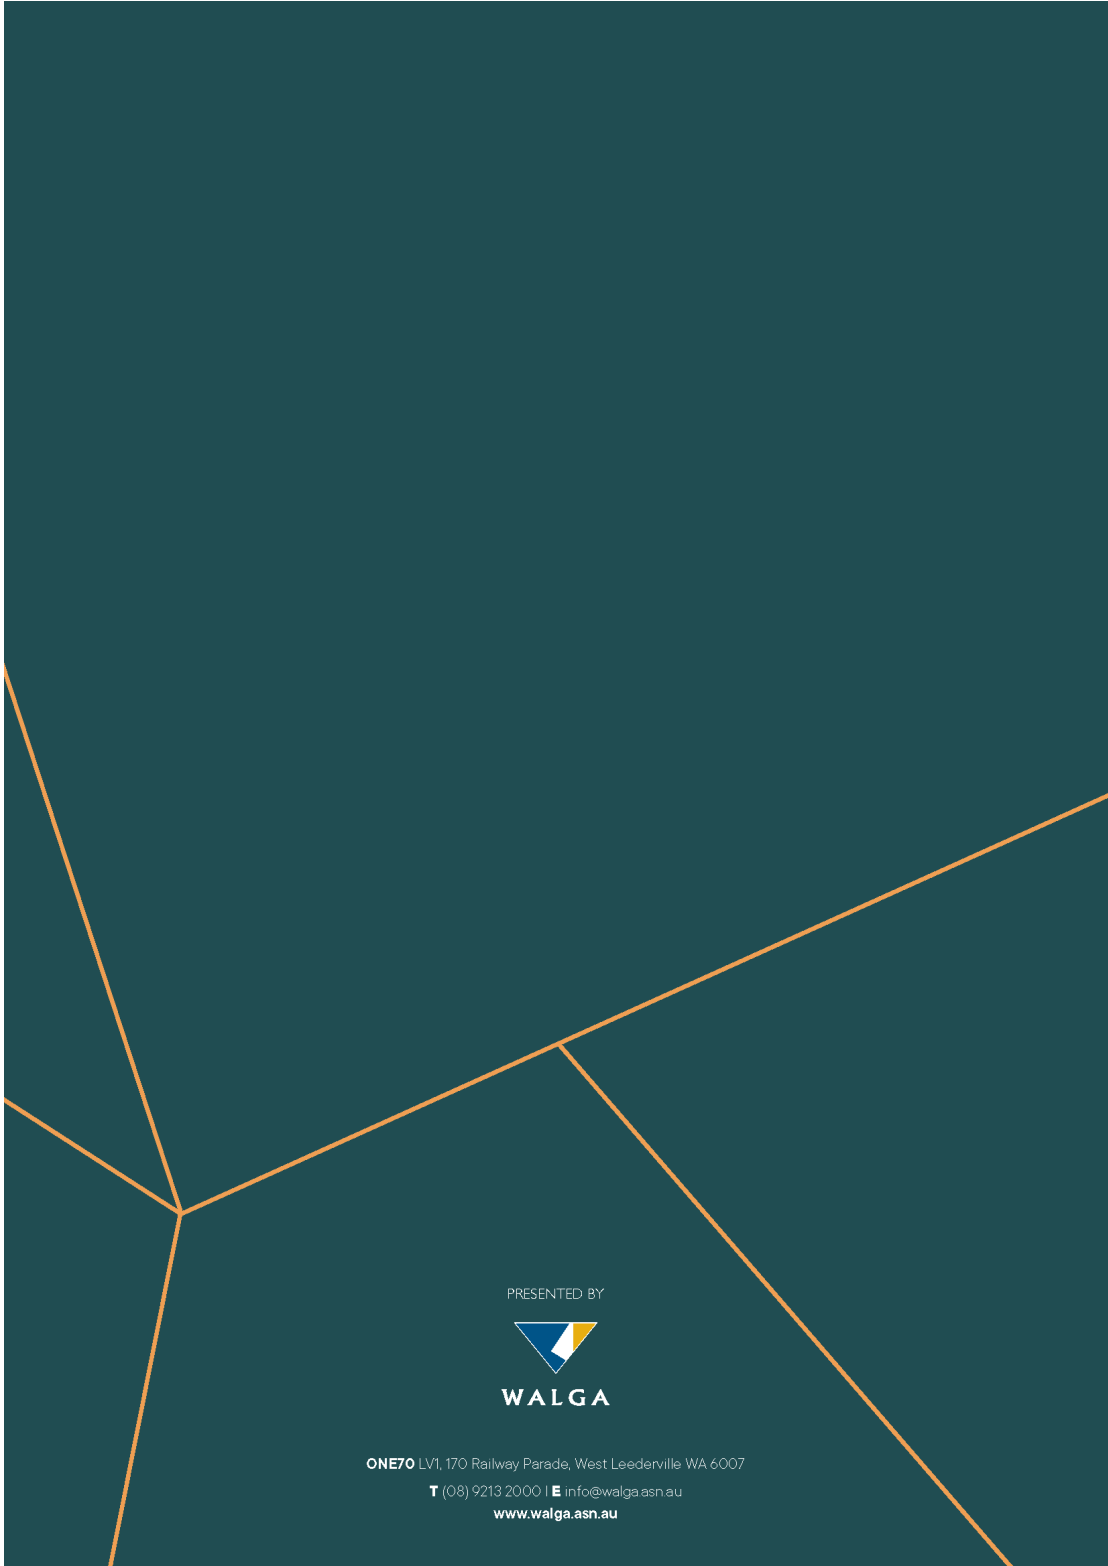 PRESENTED BY
WALGA
ONE70 LV1, 170 Railway Parade, West Leederville WA 6007
T (08) 9213 2000 | E info@walga.asn.au
www.walga.asn.au